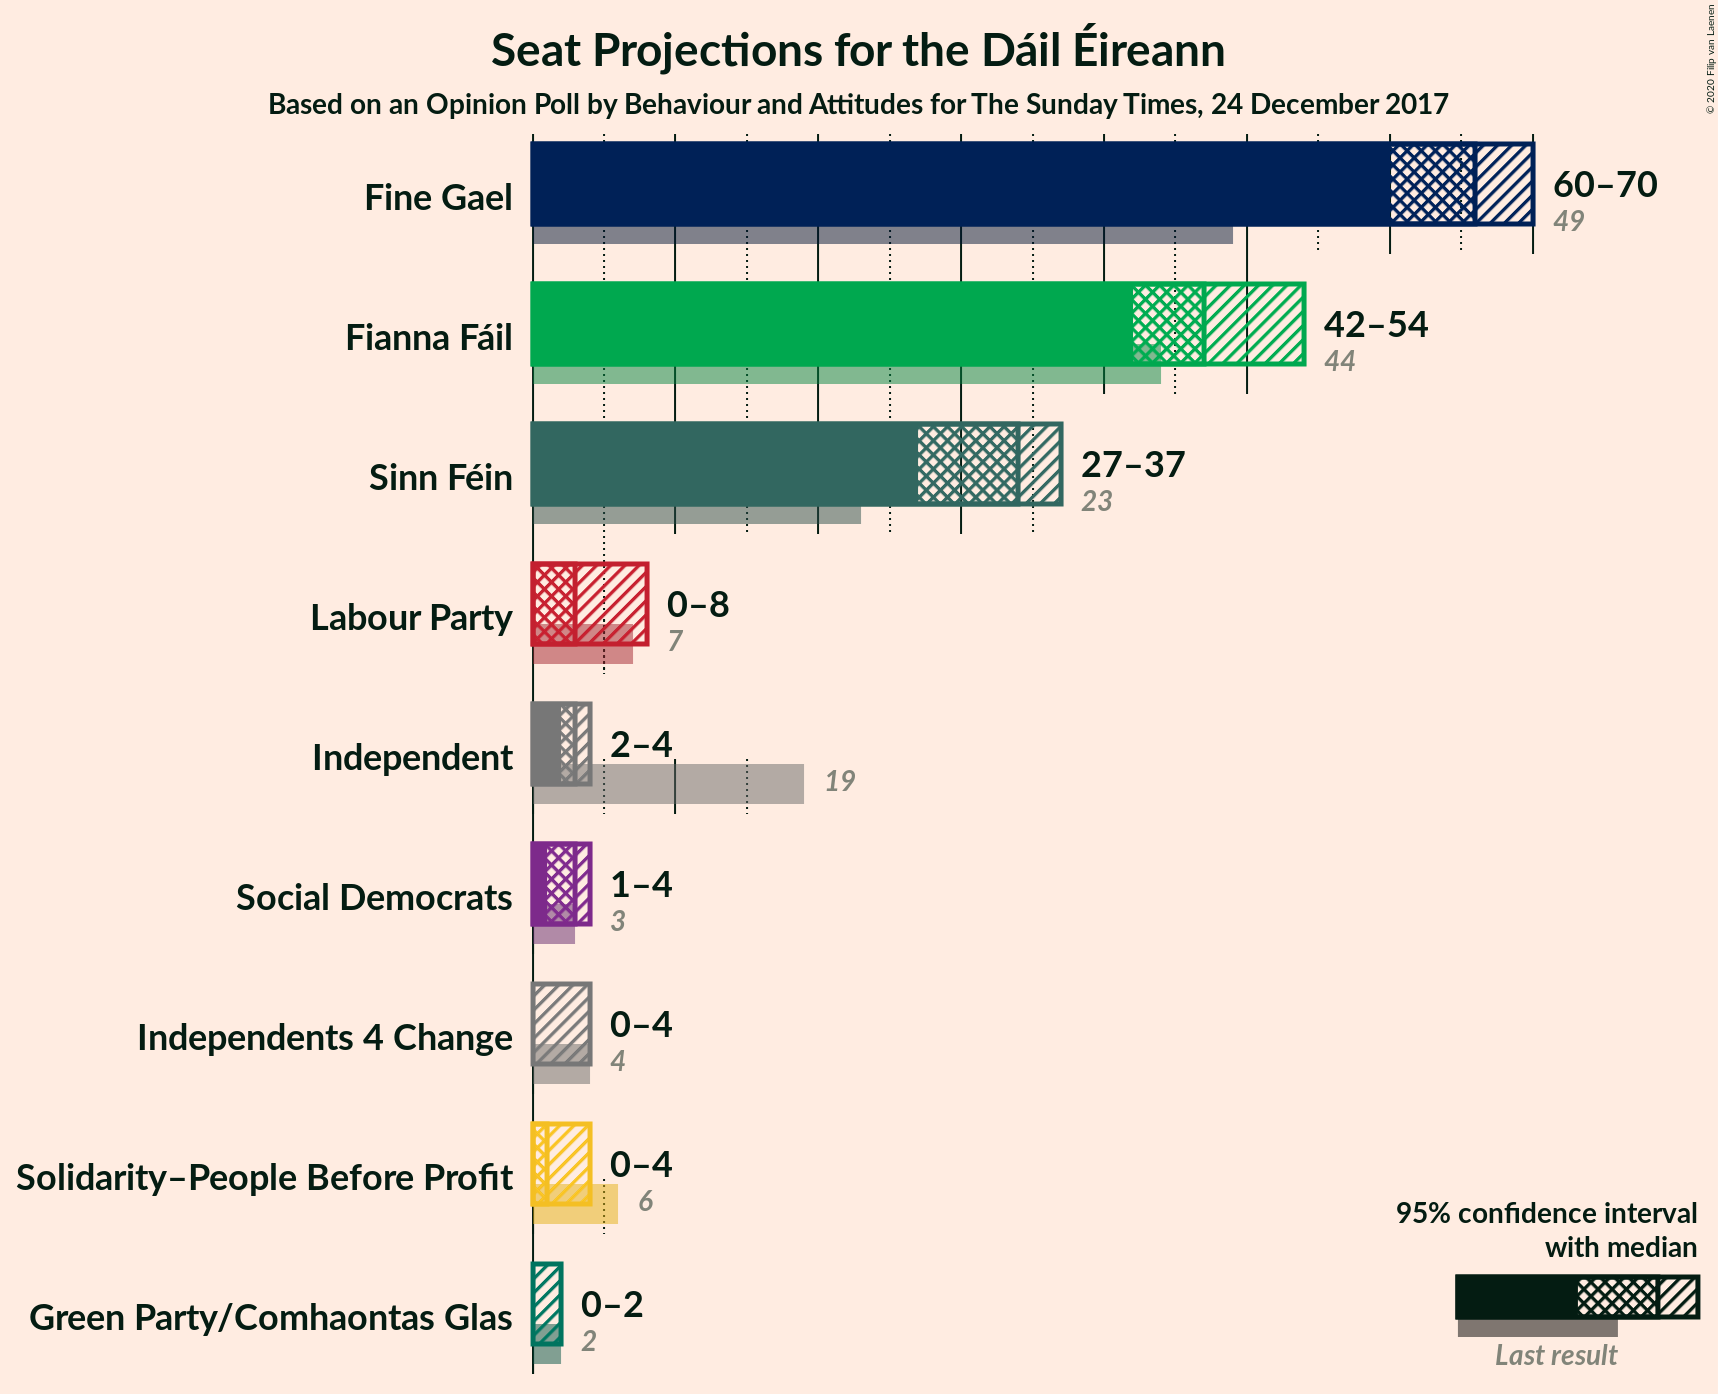 Seat Projections for the Dáil Éireann
Based on an Opinion Poll by Behaviour and Attitudes for The Sunday Times, 24 December 2017
© 2020 Filip van Laenen
Fine Gael
60–70
49
Fianna Fáil
42–54
44
Sinn Féin
27–37
23
Labour Party
0–8
7
Independent
2–4
19
Social Democrats
1–4
3
Independents 4 Change
0–4
4
Solidarity–People Before Profit
0–4
6
Green Party/Comhaontas Glas
0–2
2
95% confidence interval
with median
Last result